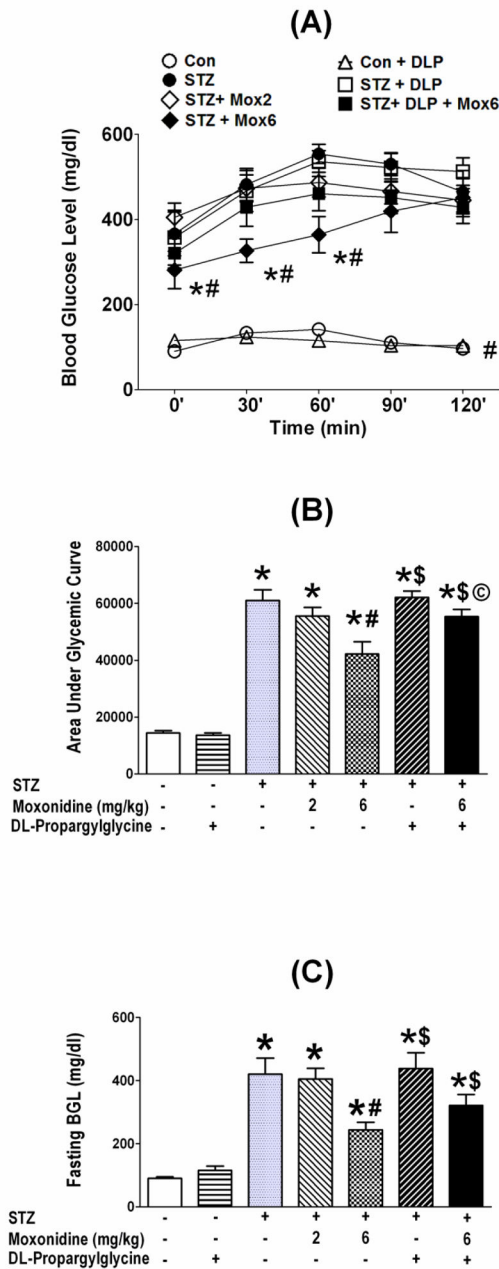 (A)
Con
Con + DLP
STZ
STZ + DLP
STZ+ Mox2
STZ+ DLP + Mox6
STZ + Mox6
Blood Glucose Level (mg/dl)
600
400
200
0
*# *# *#
#
0' 30' 60' 90' 120'
Time (min)
(B)
Area Under Glycemic Curve
80000
60000
40000
20000
0
* * *# *$ *$©
STZ - - + + + + +
Moxonidine (mg/kg) - - - 2 6 - 6
DL-Propargylglycine - + - - - + +
(C)
Fasting BGL (mg/dl)
600
400
200
0
* * *# *$ *$
STZ - - + + + + +
Moxonidine (mg/kg) - - - 2 6 - 6
DL-Propargylglycine - + - - - + +